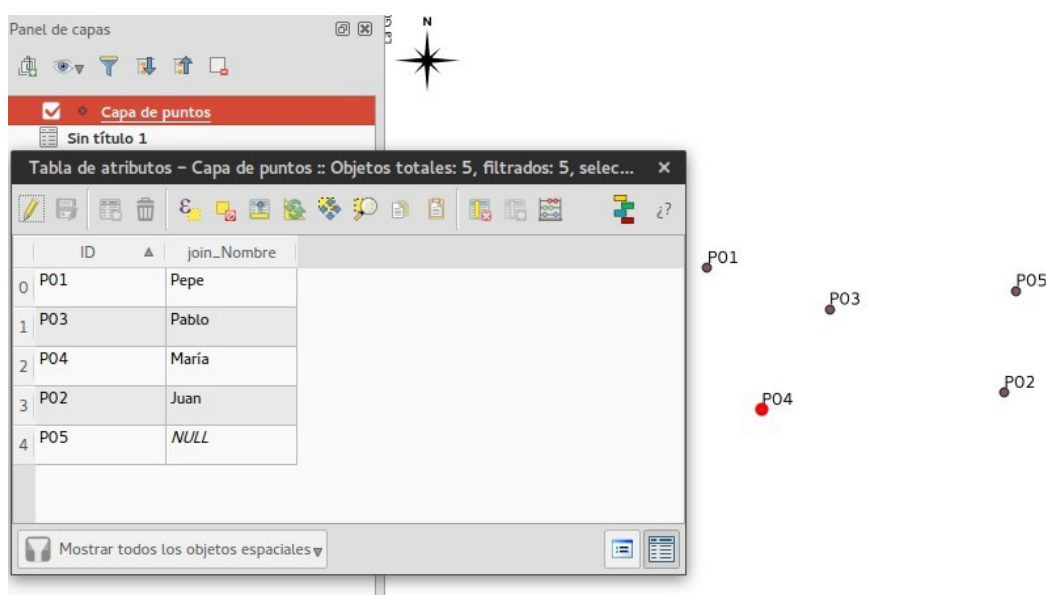 Panel de capas
Capa de puntos
Sin título 1
Tabla de atributos – Capa de puntos :: Objetos totales: 5, filtrados: 5, selec...
ID join_Nombre
0 P01 Pepe
1 P03 Pablo
2 P04 María
3 P02 Juan
4 P05 NULL
Mostrar todos los objetos espaciales
N
P01
P05
P03
P02
P04